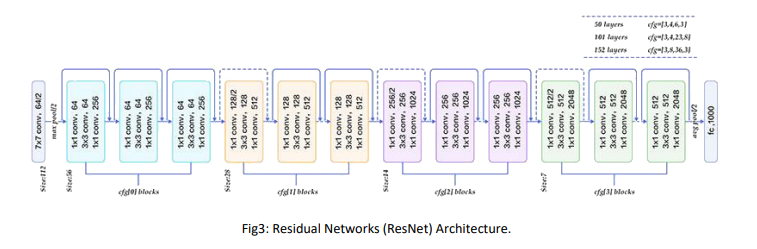 50 layers cfg=[3,4,6,3]
101 layers cfg=[3,4,23,8]
152 layers cfg=[3,8,36,3]
7x7 conv, 64/2
max pool/2
1x1 conv, 64
3x3 conv, 64
1x1 conv, 256
1x1 conv, 64
3x3 conv, 64
1x1 conv, 256
1x1 conv, 64
3x3 conv, 64
1x1 conv, 256
1x1 conv, 128/2
3x3 conv, 128
1x1 conv, 512
1x1 conv, 128
3x3 conv, 128
1x1 conv, 512
1x1 conv, 128
3x3 conv, 128
1x1 conv, 512
1x1 conv, 256/2
3x3 conv, 256
1x1 conv, 1024
1x1 conv, 256
3x3 conv, 256
1x1 conv, 1024
1x1 conv, 256
3x3 conv, 256
1x1 conv, 1024
1x1 conv, 512/2
3x3 conv, 512
1x1 conv, 2048
1x1 conv, 512
3x3 conv, 512
1x1 conv, 2048
1x1 conv, 512
3x3 conv, 512
1x1 conv, 2048
avg pool/2
fc ,1000
Size:112
Size:56
cfg[0] blocks
Size:28
cfg[1] blocks
Size:14
cfg[2] blocks
Size:7
cfg[3] blocks
Fig3: Residual Networks (ResNet) Architecture.